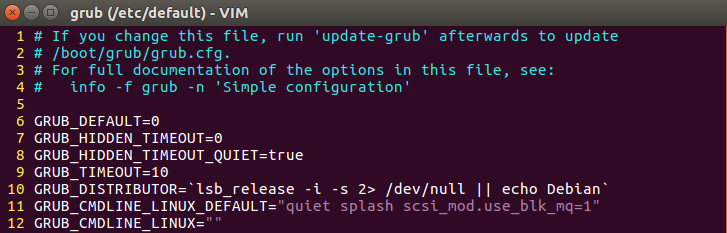 grub (/etc/default) - VIM
1 # If you change this file, run 'update-grub' afterwards to update
2 # /boot/grub/grub.cfg.
3 # For full documentation of the options in this file, see:
4 #   info -f grub -n 'Simple configuration'
5
6 GRUB_DEFAULT=0
7 GRUB_HIDDEN_TIMEOUT=0
8 GRUB_HIDDEN_TIMEOUT_QUIET=true
9 GRUB_TIMEOUT=10
10 GRUB_DISTRIBUTOR=`lsb_release -i -s 2> /dev/null || echo Debian`
11 GRUB_CMDLINE_LINUX_DEFAULT="quiet splash scsi_mod.use_blk_mq=1"
12 GRUB_CMDLINE_LINUX=""